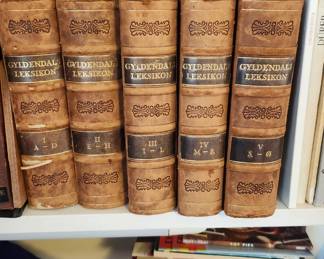 GYLDENDALS
LEKSIKON
I
A-D
GYLDENDALS
LEKSIKON
II
E-H
GYLDENDALS
LEKSIKON
III
I-L
GYLDENDALS
LEKSIKON
IV
M-S
GYLDENDALS
LEKSIKON
V
S-Ø